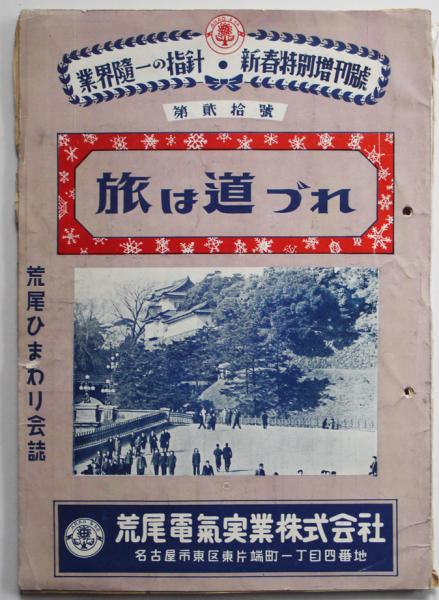 業界隨一の指針・新春特別増刊號
第貳拾號
旅は道づれ
荒尾ひまわり会誌
荒尾電氣実業株式会社
名古屋市東区東片端町一丁目四番地